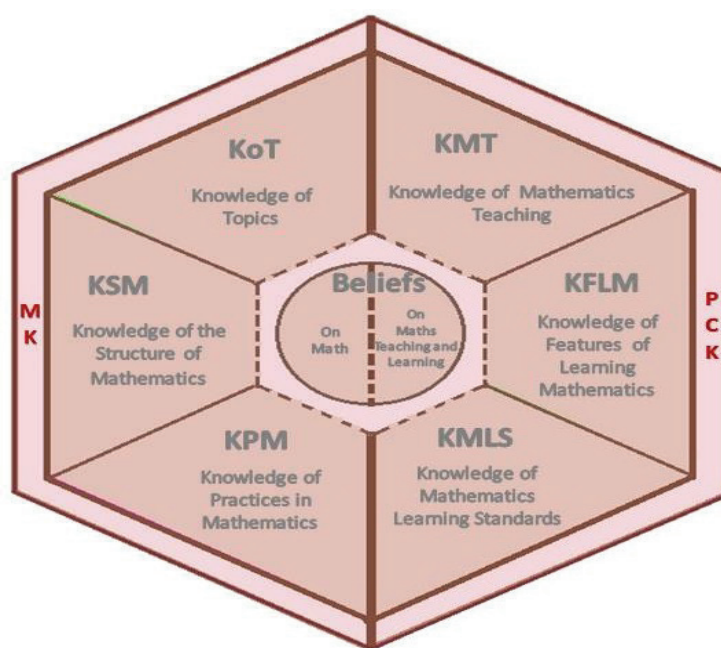 KoT
Knowledge of
Topics
KMT
Knowledge of Mathematics
Teaching
MK
KSM
Knowledge of the
Structure of
Mathematics
Beliefs
On
Math
On
Maths
Teaching and
Learning
KFLM
Knowledge of
Features of
Learning
Mathematics
PCK
KPM
Knowledge of
Practices in
Mathematics
KMLS
Knowledge of
Mathematics
Learning Standards